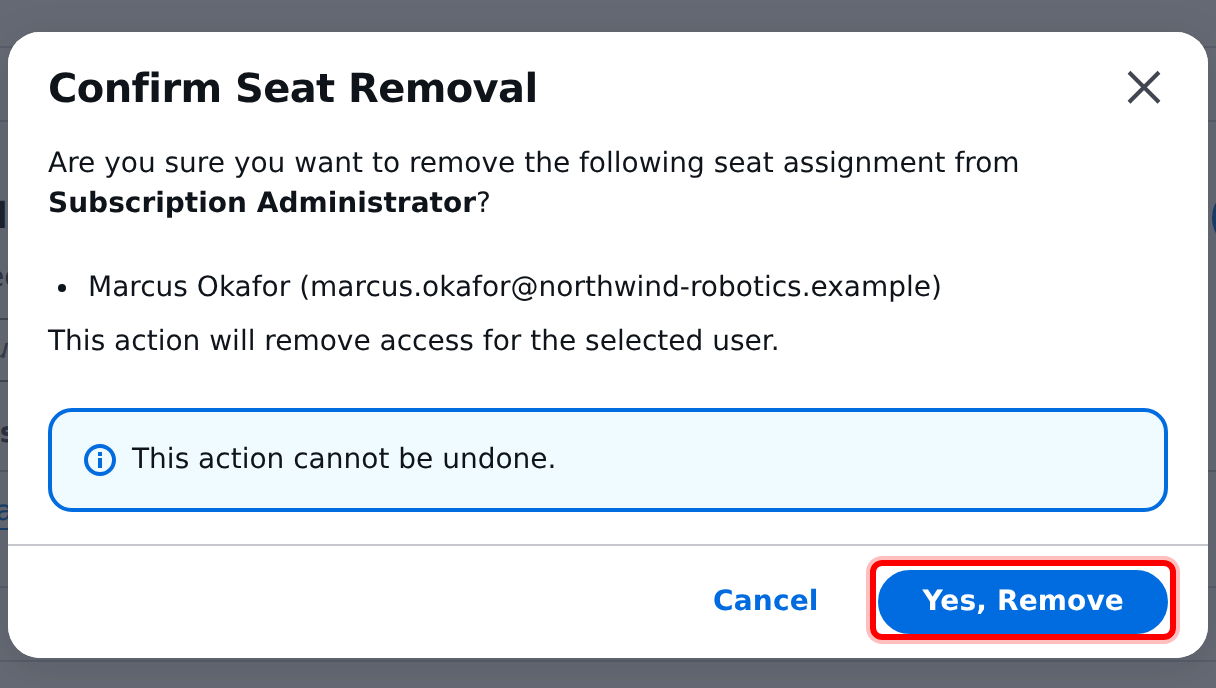 Confirm Seat Removal
Are you sure you want to remove the following seat assignment from
Subscription Administrator?
• Marcus Okafor (marcus.okafor@northwind-robotics.example)
This action will remove access for the selected user.
This action cannot be undone.
Cancel
Yes, Remove